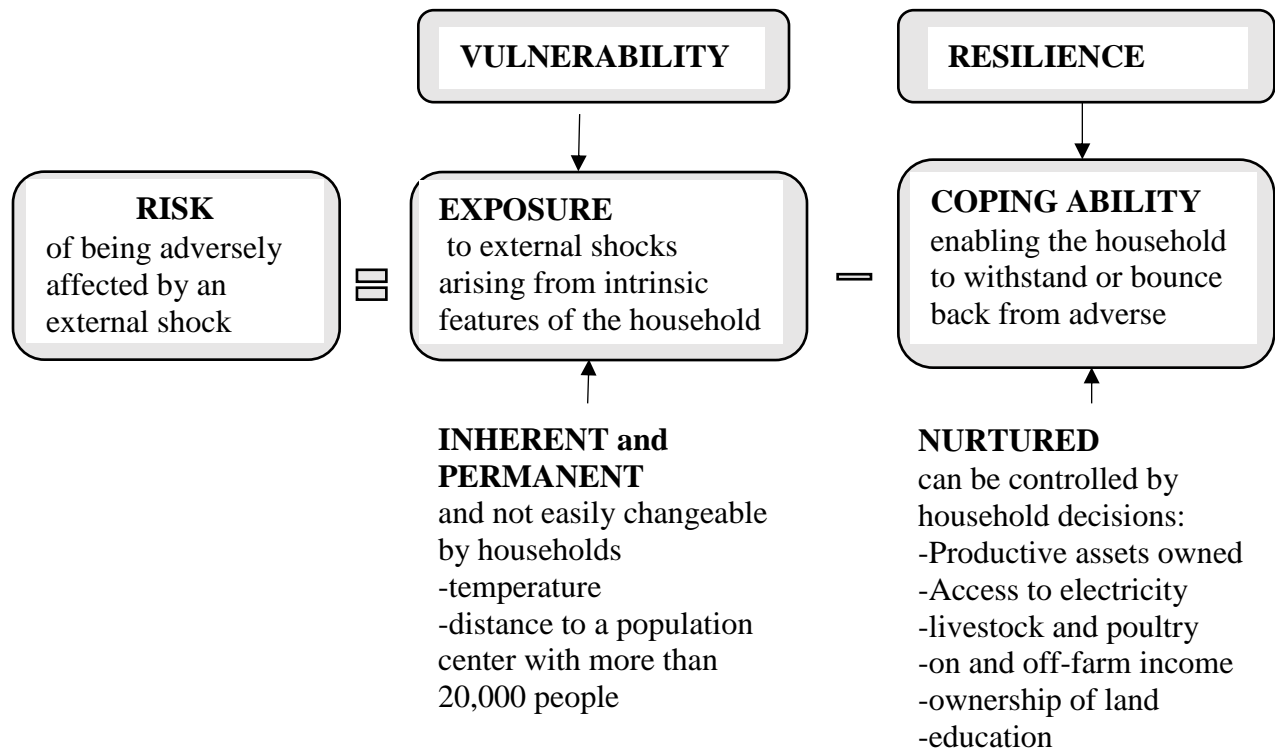 VULNERABILITY
RESILIENCE
RISK
of being adversely
affected by an
external shock
EXPOSURE
to external shocks
arising from intrinsic
features of the household
COPING ABILITY
enabling the household
to withstand or bounce
back from adverse
INHERENT and
PERMANENT
and not easily changeable
by households
-temperature
-distance to a population
center with more than
20,000 people
NURTURED
can be controlled by
household decisions:
-Productive assets owned
-Access to electricity
-livestock and poultry
-on and off-farm income
-ownership of land
-education